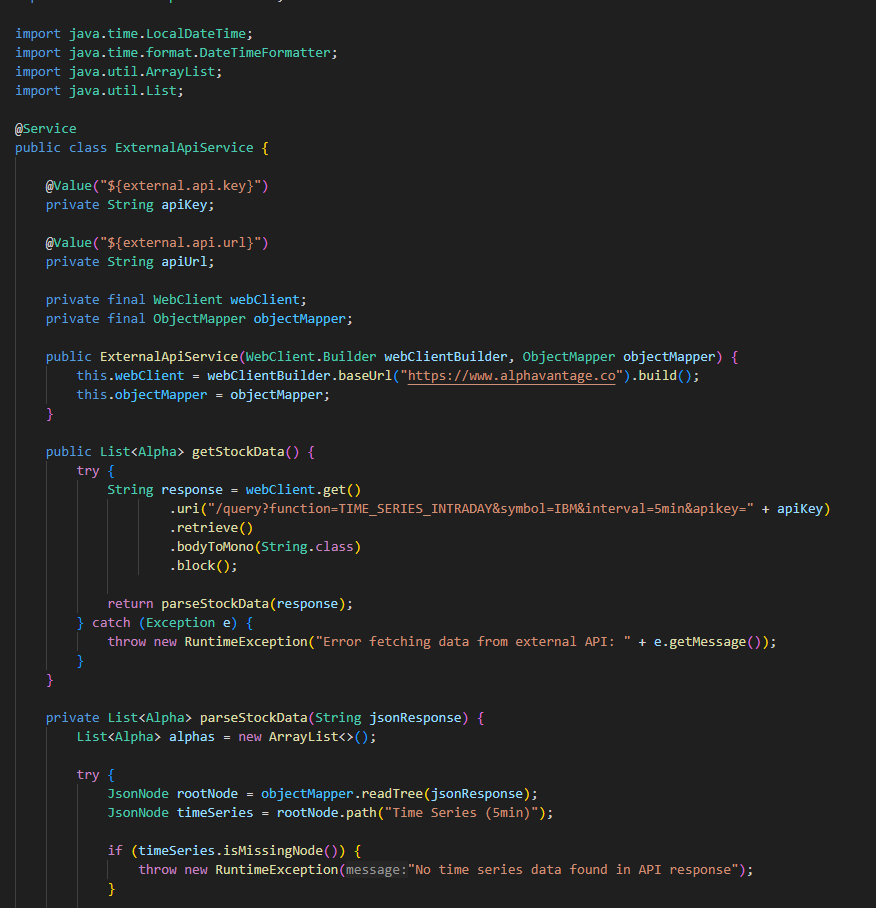 import java.time.LocalDateTime;
import java.time.format.DateTimeFormatter;
import java.util.ArrayList;
import java.util.List;

@Service
public class ExternalApiService {

    @Value("${external.api.key}")
    private String apiKey;

    @Value("${external.api.url}")
    private String apiUrl;

    private final WebClient webClient;
    private final ObjectMapper objectMapper;

    public ExternalApiService(WebClient.Builder webClientBuilder, ObjectMapper objectMapper) {
        this.webClient = webClientBuilder.baseUrl("https://www.alphavantage.co").build();
        this.objectMapper = objectMapper;
    }

    public List<Alpha> getStockData() {
        try {
            String response = webClient.get()
                    .uri("/query?function=TIME_SERIES_INTRADAY&symbol=IBM&interval=5min&apikey=" + apiKey)
                    .retrieve()
                    .bodyToMono(String.class)
                    .block();

            return parseStockData(response);
        } catch (Exception e) {
            throw new RuntimeException("Error fetching data from external API: " + e.getMessage());
        }
    }

    private List<Alpha> parseStockData(String jsonResponse) {
        List<Alpha> alphas = new ArrayList<>();

        try {
            JsonNode rootNode = objectMapper.readTree(jsonResponse);
            JsonNode timeSeries = rootNode.path("Time Series (5min)");

            if (timeSeries.isMissingNode()) {
                throw new RuntimeException(message:"No time series data found in API response");
            }